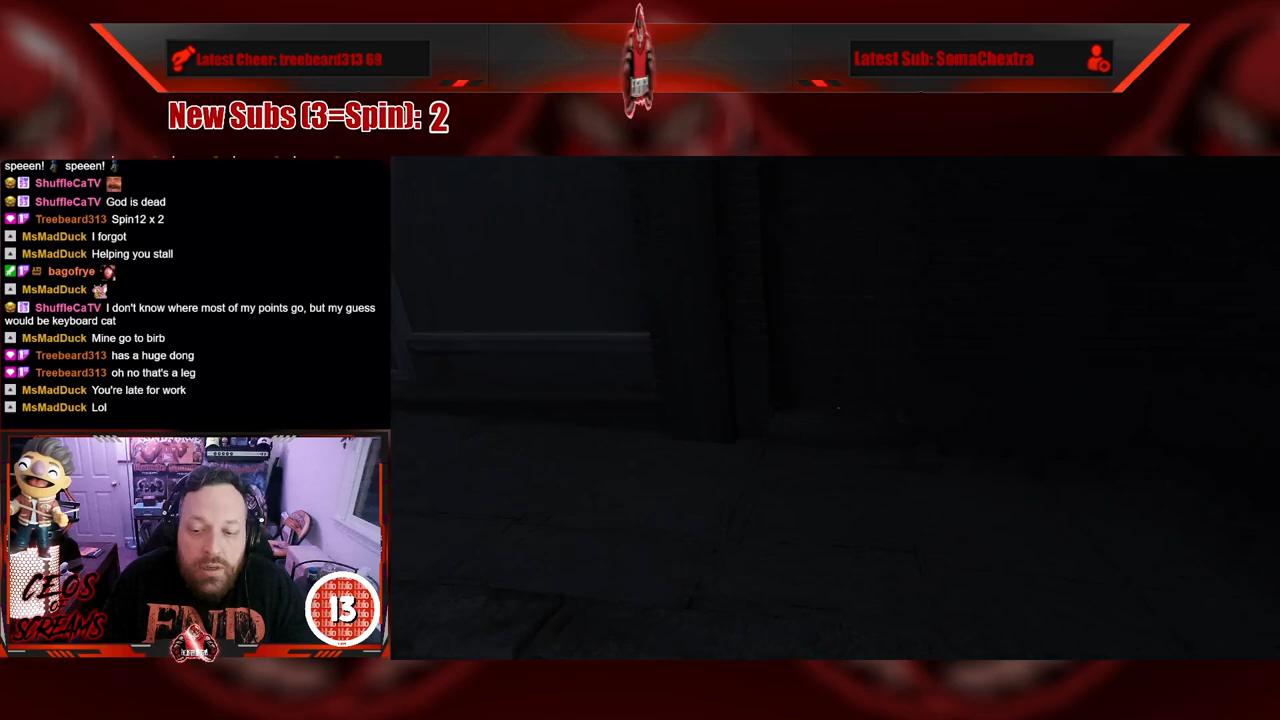 Latest Cheer: treebeard313 69
Latest Sub: SomaChextra
New Subs (3=Spin): 2
speeen! speeen!
ShuffleCaTV
ShuffleCaTV God is dead
Treebeard313 Spin12 x 2
MsMadDuck I forgot
MsMadDuck Helping you stall
bagofrye
MsMadDuck
ShuffleCaTV I don't know where most of my points go, but my guess
would be keyboard cat
MsMadDuck Mine go to birb
Treebeard313 has a huge dong
Treebeard313 oh no that's a leg
MsMadDuck You're late for work
MsMadDuck Lol
CEOS
OF
SCREAMS
13